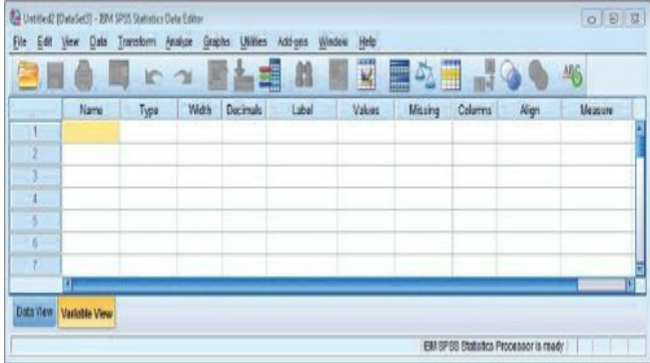 Untitled2 [DataSet3] - IBM SPSS Statistics Data Editor
File Edit View Data Transform Analyze Graphs Utilities Add-ons Window Help
Name Type Width Decimals Label Values Missing Columns Align Measure
1
2
3
4
5
6
7
Data View Variable View
IBM SPSS Statistics Processor is ready